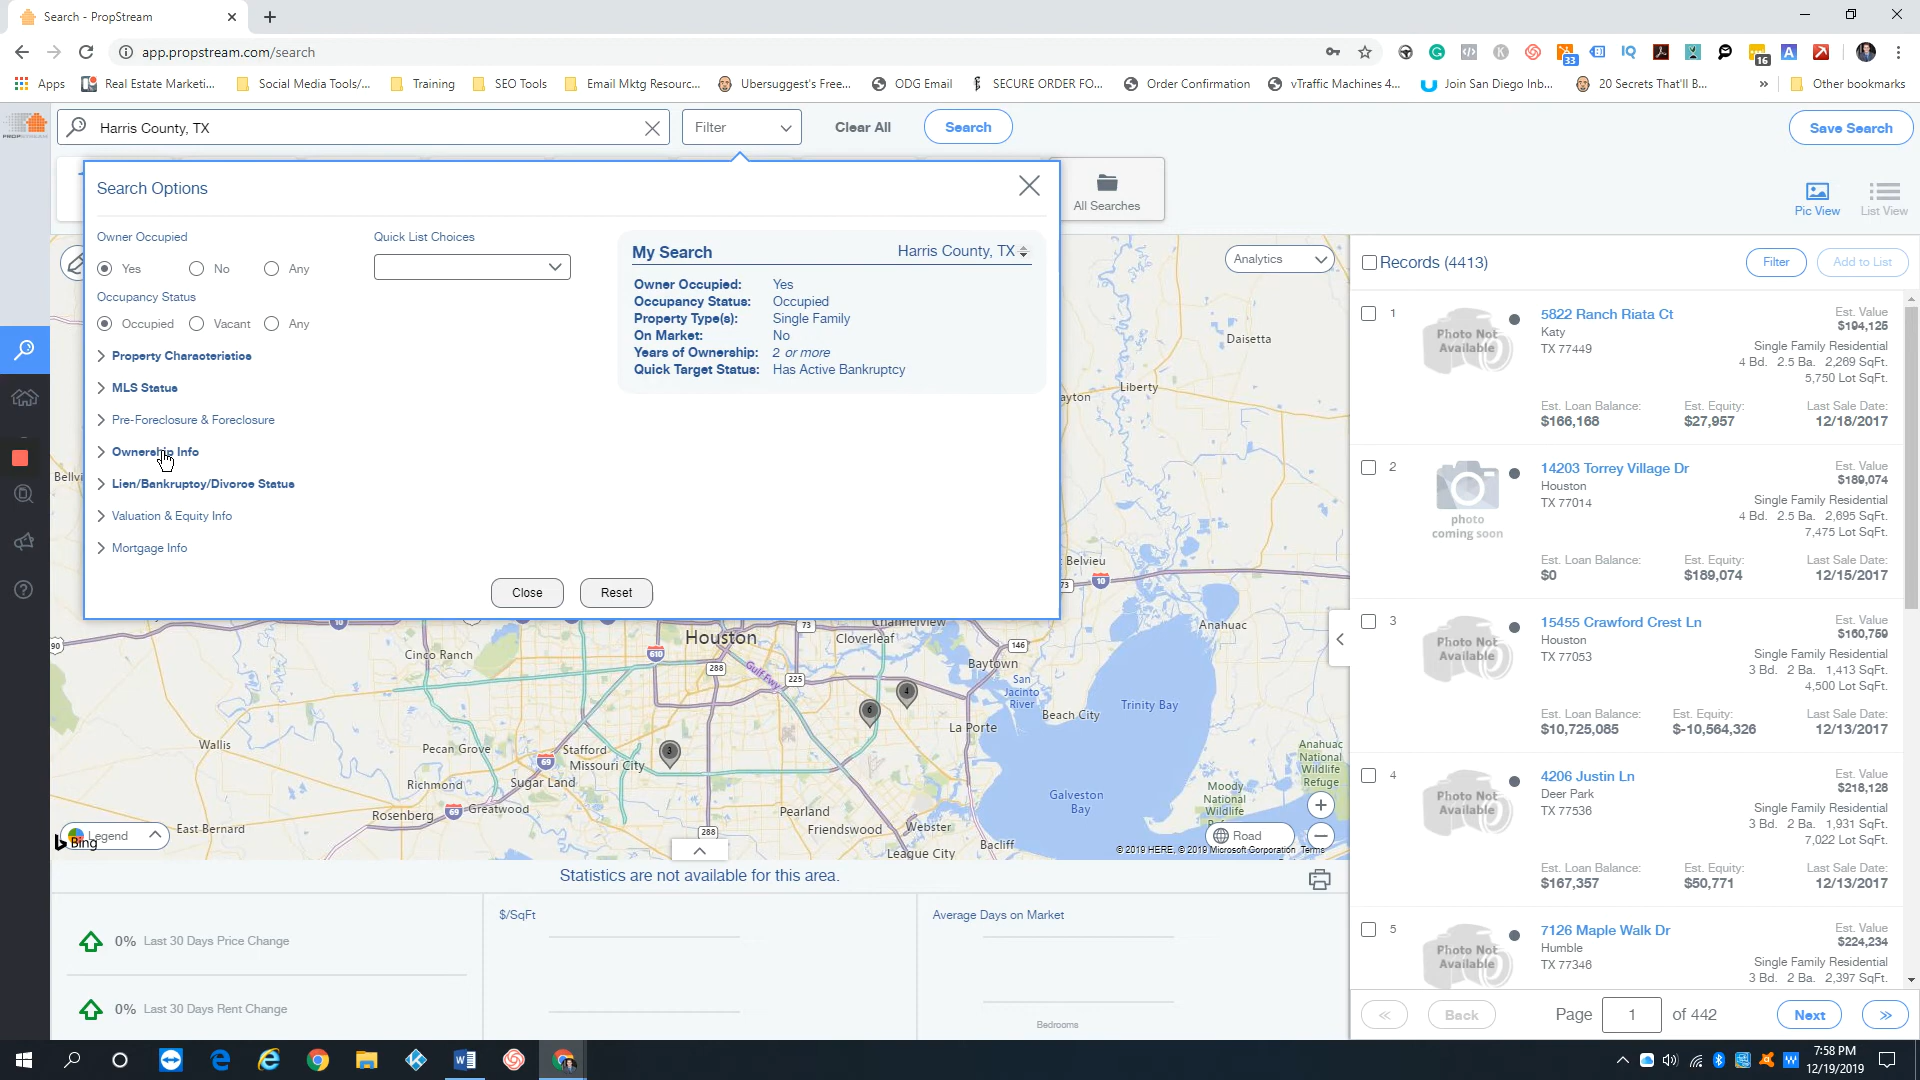 Search - PropStream
app.propstream.com/search
33
16
Apps
Real Estate Marketi...
Social Media Tools/...
Training
SEO Tools
Email Mktg Resourc...
Ubersuggest's Free...
ODG Email
SECURE ORDER FO...
Order Confirmation
vTraffic Machines 4...
Join San Diego Inb...
20 Secrets That'll B...
Other bookmarks
Harris County, TX
Filter
Clear All
Search
Save Search
All Searches
Pic View
List View
Search Options
Owner Occupied
Yes
No
Any
Occupancy Status
Occupied
Vacant
Any
Property Characteristics
MLS Status
Pre-Foreclosure & Foreclosure
Ownership Info
Lien/Bankruptcy/Divorce Status
Valuation & Equity Info
Mortgage Info
Quick List Choices
My Search
Harris County, TX
Owner Occupied: Yes
Occupancy Status: Occupied
Property Type(s): Single Family
On Market: No
Years of Ownership: 2 or more
Quick Target Status: Has Active Bankruptcy
Close
Reset
Analytics
Daisetta
Liberty
ayton
Bellvi
Belvieu
73
10
90
10
Houston
73
Channelview
Cloverleaf
Anahuac
146
Cinco Ranch
610
288
Gulf Fwy
225
Baytown
San
Jacinto
River
4
6
3
La Porte
Beach City
Trinity Bay
Wallis
Pecan Grove
Stafford
Missouri City
69
Sugar Land
Anahuac
National
Wildlife
Refuge
Richmond
Rosenberg
69
Greatwood
Pearland
Friendswood
Galveston
Bay
Moody
National
Wildlife
Refuge
East Bernard
288
Webster
League City
Bacliff
Legend
Bing
Road
© 2019 HERE, © 2019 Microsoft Corporation Terms
Statistics are not available for this area.
0% Last 30 Days Price Change
0% Last 30 Days Rent Change
$/SqFt
Average Days on Market
Bedrooms
Records (4413)
Filter
Add to List
1
Photo Not
Available
5822 Ranch Riata Ct
Katy
TX 77449
Est. Value
$194,125
Single Family Residential
4 Bd. 2.5 Ba. 2,269 SqFt.
5,750 Lot SqFt.
Est. Loan Balance:
$166,168
Est. Equity:
$27,957
Last Sale Date:
12/18/2017
2
photo
coming soon
14203 Torrey Village Dr
Houston
TX 77014
Est. Value
$189,074
Single Family Residential
4 Bd. 2.5 Ba. 2,695 SqFt.
7,475 Lot SqFt.
Est. Loan Balance:
$0
Est. Equity:
$189,074
Last Sale Date:
12/15/2017
3
Photo Not
Available
15455 Crawford Crest Ln
Houston
TX 77053
Est. Value
$160,759
Single Family Residential
3 Bd. 2 Ba. 1,413 SqFt.
4,500 Lot SqFt.
Est. Loan Balance:
$10,725,085
Est. Equity:
$-10,564,326
Last Sale Date:
12/13/2017
4
Photo Not
Available
4206 Justin Ln
Deer Park
TX 77536
Est. Value
$218,128
Single Family Residential
3 Bd. 2 Ba. 1,931 SqFt.
7,022 Lot SqFt.
Est. Loan Balance:
$167,357
Est. Equity:
$50,771
Last Sale Date:
12/13/2017
5
Photo Not
Available
7126 Maple Walk Dr
Humble
TX 77346
Est. Value
$224,234
Single Family Residential
3 Bd. 2 Ba. 2,397 SqFt.
Back
Page 1 of 442
Next
7:58 PM
12/19/2019